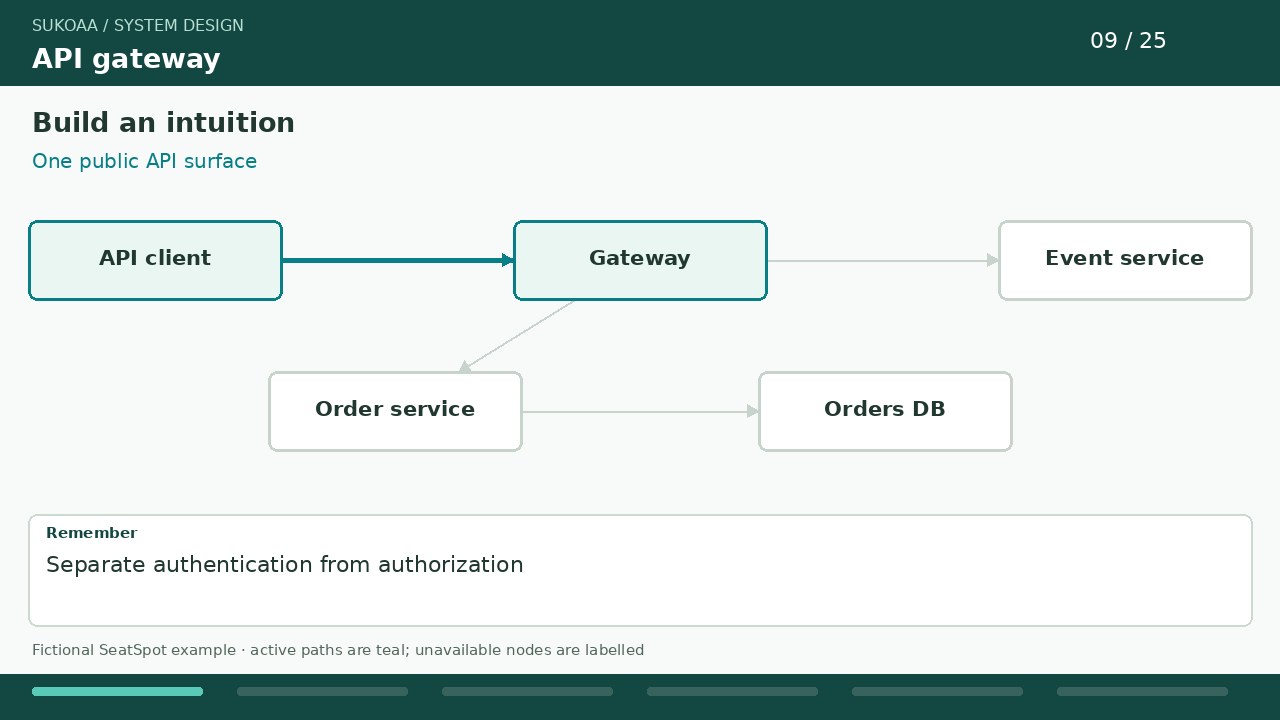 SUKOAA / SYSTEM DESIGN
API gateway
09 / 25
Build an intuition
One public API surface
API client
Gateway
Event service
Order service
Orders DB
Remember
Separate authentication from authorization
Fictional SeatSpot example · active paths are teal; unavailable nodes are labelled